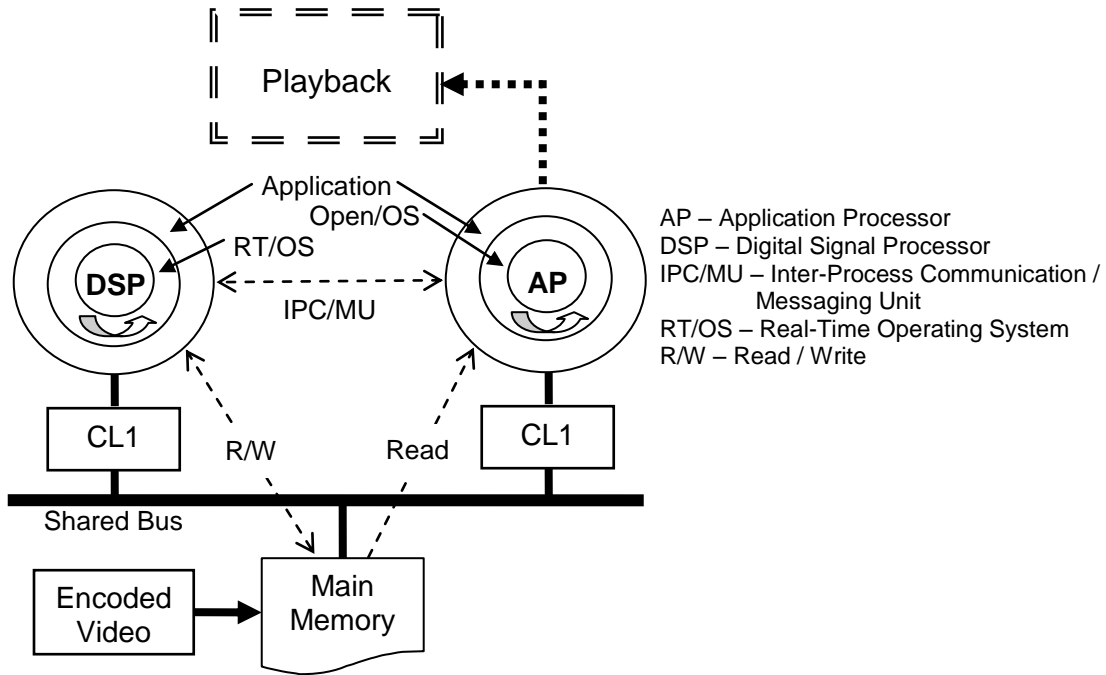 Playback
Application
Open/OS
RT/OS
DSP
AP
IPC/MU
AP – Application Processor
DSP – Digital Signal Processor
IPC/MU – Inter-Process Communication /
Messaging Unit
RT/OS – Real-Time Operating System
R/W – Read / Write
CL1
CL1
R/W
Read
Shared Bus
Encoded
Video
Main
Memory